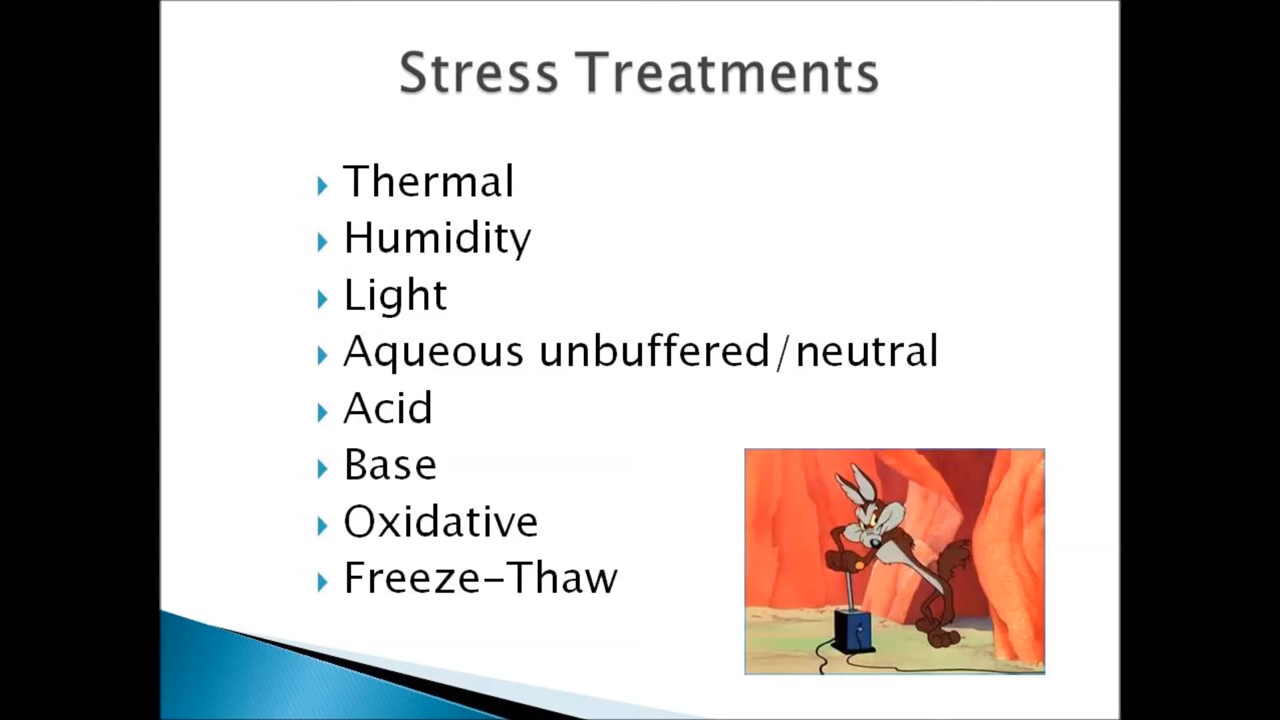 Stress Treatments
Thermal
Humidity
Light
Aqueous unbuffered/neutral
Acid
Base
Oxidative
Freeze-Thaw